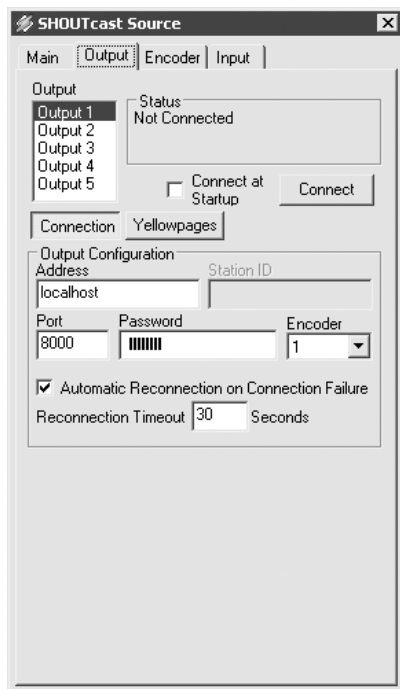 SHOUTcast Source
Main Output Encoder Input
Output
Output 1
Output 2
Output 3
Output 4
Output 5
Status
Not Connected
Connect at
Startup
Connect
Connection Yellowpages
Output Configuration
Address Station ID
localhost
Port Password Encoder
8000 1
Automatic Reconnection on Connection Failure
Reconnection Timeout 30 Seconds